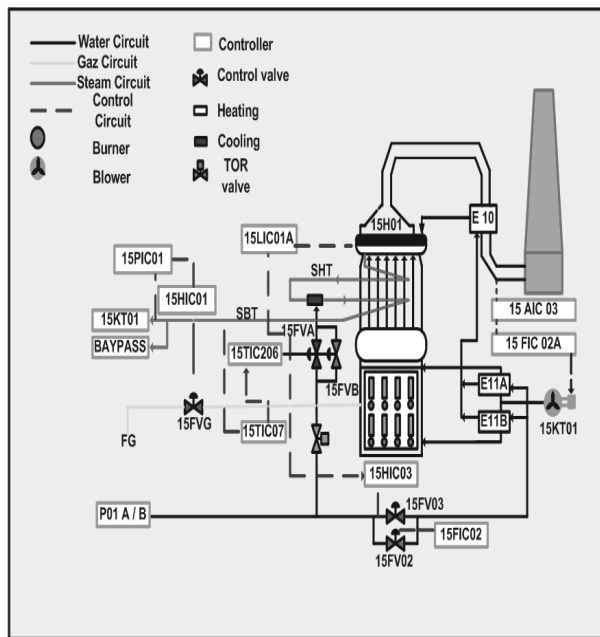 Water Circuit
Gaz Circuit
Steam Circuit
Control
Circuit
Burner
Blower
Controller
Control valve
Heating
Cooling
TOR
valve
15H01
E 10
15LIC01A
15PIC01
SHT
15HIC01
SBT
15KT01
15FVA
BAYPASS
15TIC206
15FVB
15 AIC 03
15 FIC 02A
E11A
E11B
15KT01
FG
15FVG
15TIC07
15HIC03
P01 A / B
15FV03
15FIC02
15FV02